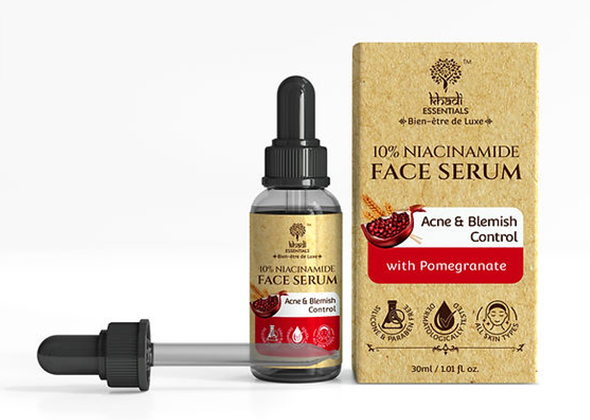 Khadi
TM
ESSENTIALS
Bien-être de Luxe
10% NIACINAMIDE
FACE SERUM
Acne & Blemish
Control
with Pomegranate
SILICONE & PARABEN FREE
DERMATOLOGICALLY TESTED
ALL SKIN TYPES
30ml / 1.01 fl. oz.
Khadi
ESSENTIALS
Bien-être de Luxe
10% NIACINAMIDE
FACE SERUM
Acne & Blemish
Control